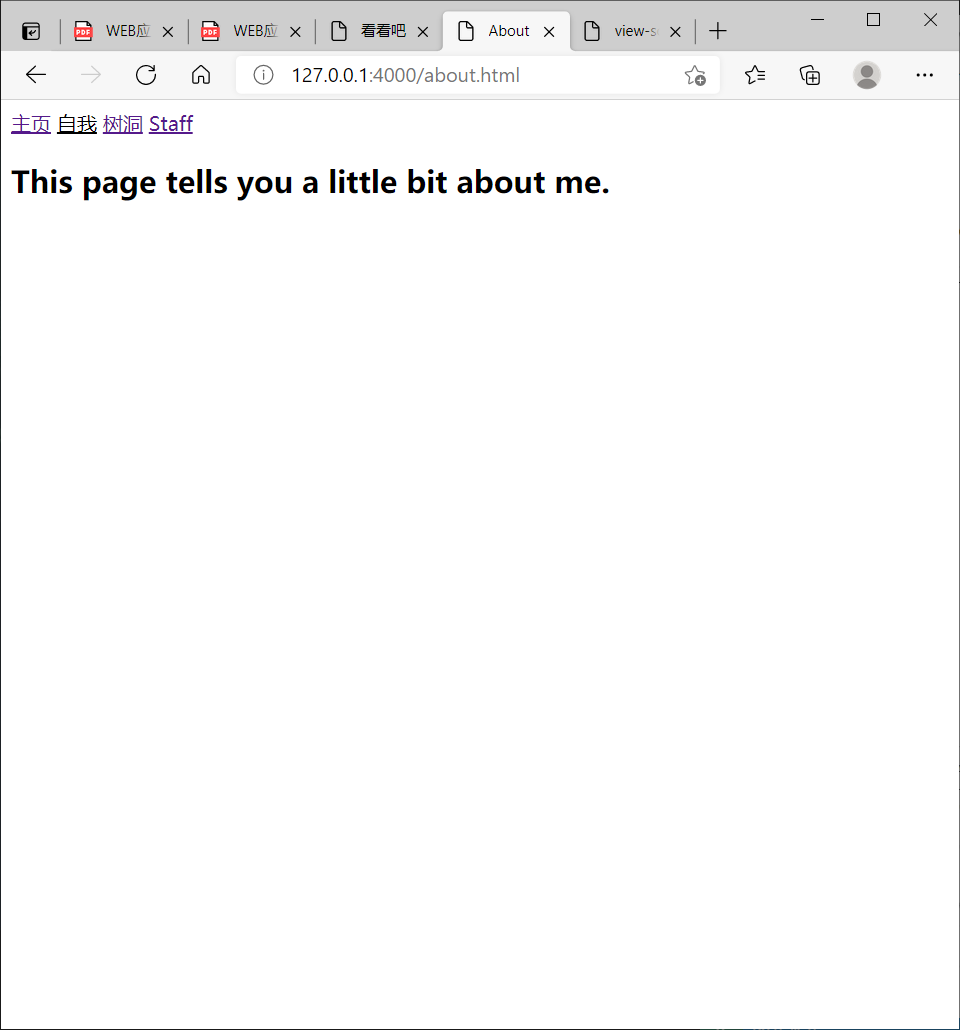 WEB应 WEB应 看看吧 About view-s
127.0.0.1:4000/about.html
主页 自我 树洞 Staff
This page tells you a little bit about me.